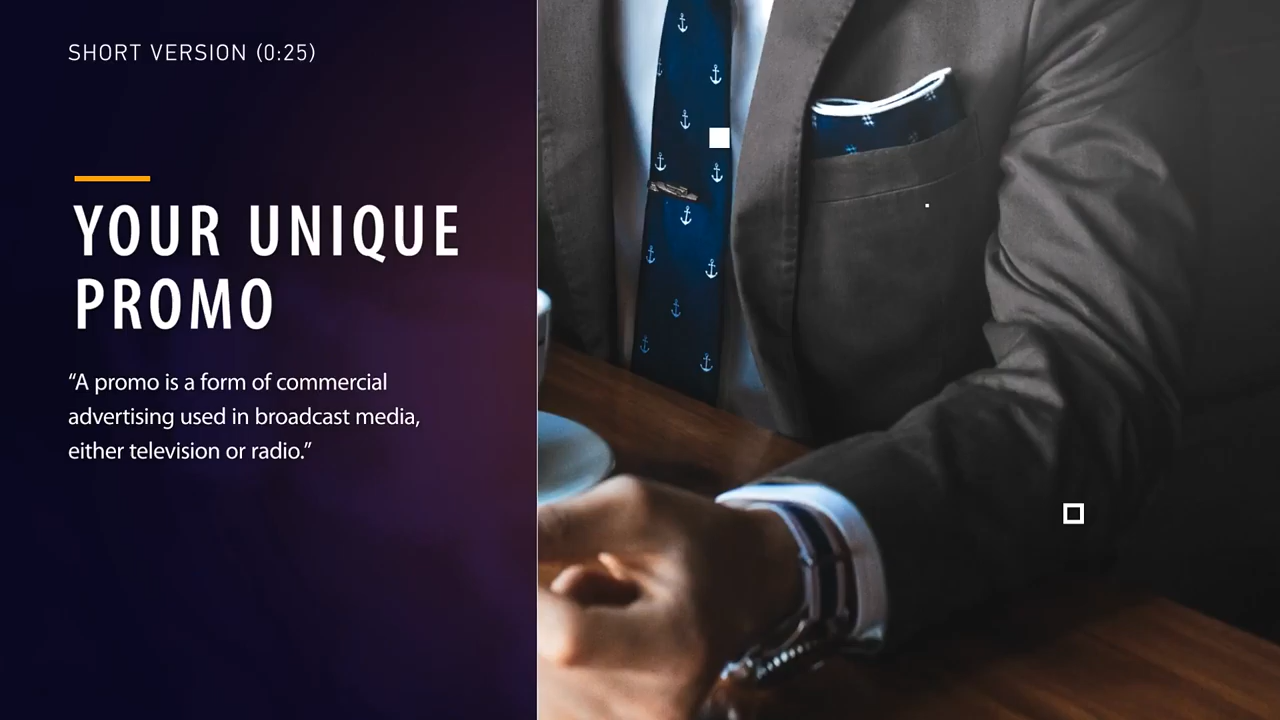 SHORT VERSION (0:25)
YOUR UNIQUE
PROMO
“A promo is a form of commercial
advertising used in broadcast media,
either television or radio.”